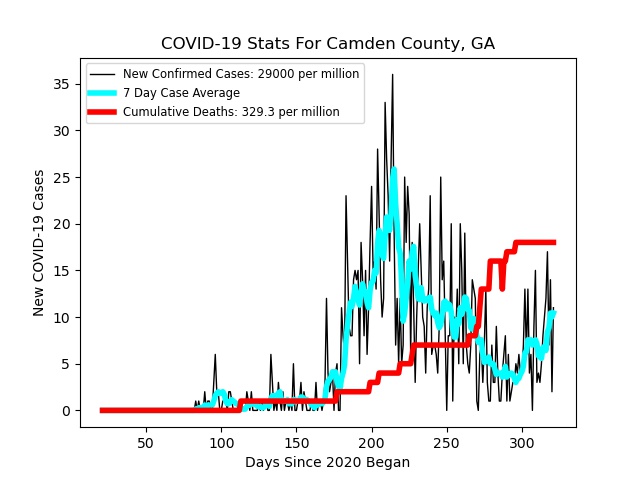 COVID-19 Stats For Camden County, GA
New Confirmed Cases: 29000 per million
7 Day Case Average
Cumulative Deaths: 329.3 per million
New COVID-19 Cases
35
30
25
20
15
10
5
0
50
100
150
200
250
300
Days Since 2020 Began